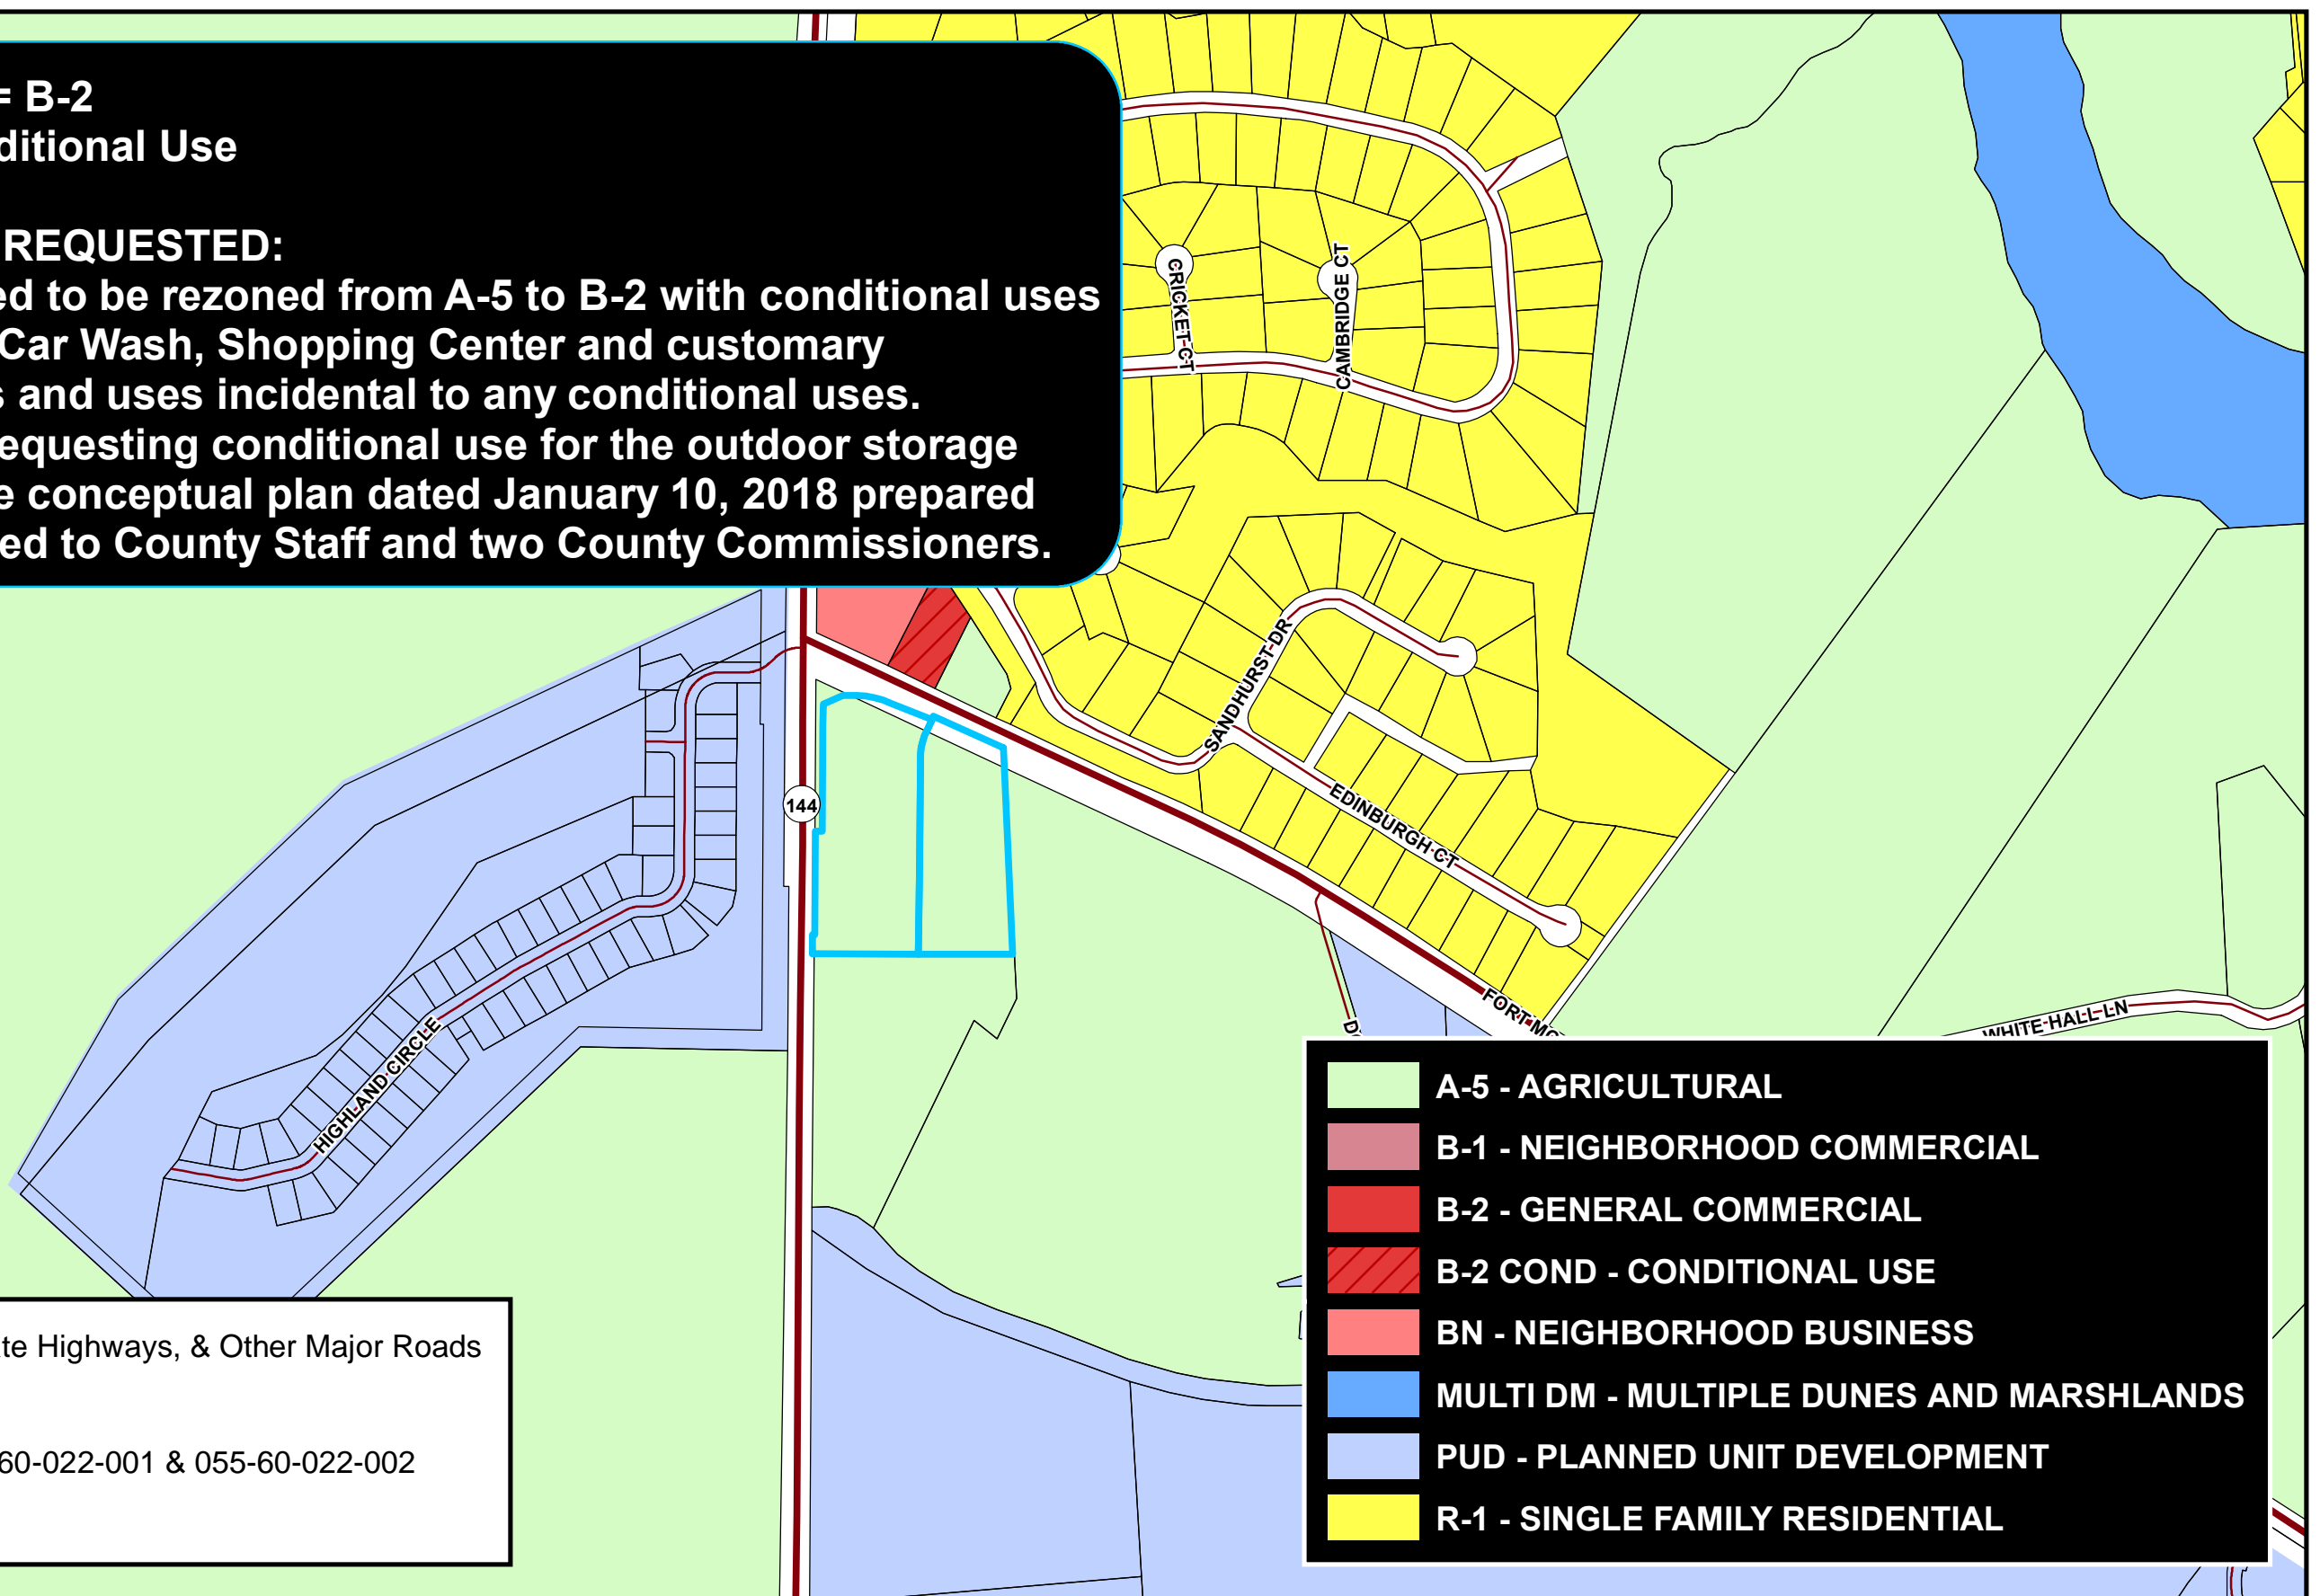 = B-2
ditional Use
REQUESTED:
ed to be rezoned from A-5 to B-2 with conditional uses
Car Wash, Shopping Center and customary
s and uses incidental to any conditional uses.
equesting conditional use for the outdoor storage
e conceptual plan dated January 10, 2018 prepared
ed to County Staff and two County Commissioners.
CRICKET CT
CAMBRIDGE CT
SANDHURST DR
144
EDINBURGH CT
HIGHLAND CIRCLE
FORT MC
D
WHITE HALL LN
A-5 - AGRICULTURAL
B-1 - NEIGHBORHOOD COMMERCIAL
B-2 - GENERAL COMMERCIAL
B-2 COND - CONDITIONAL USE
BN - NEIGHBORHOOD BUSINESS
MULTI DM - MULTIPLE DUNES AND MARSHLANDS
PUD - PLANNED UNIT DEVELOPMENT
R-1 - SINGLE FAMILY RESIDENTIAL
te Highways, & Other Major Roads
60-022-001 & 055-60-022-002